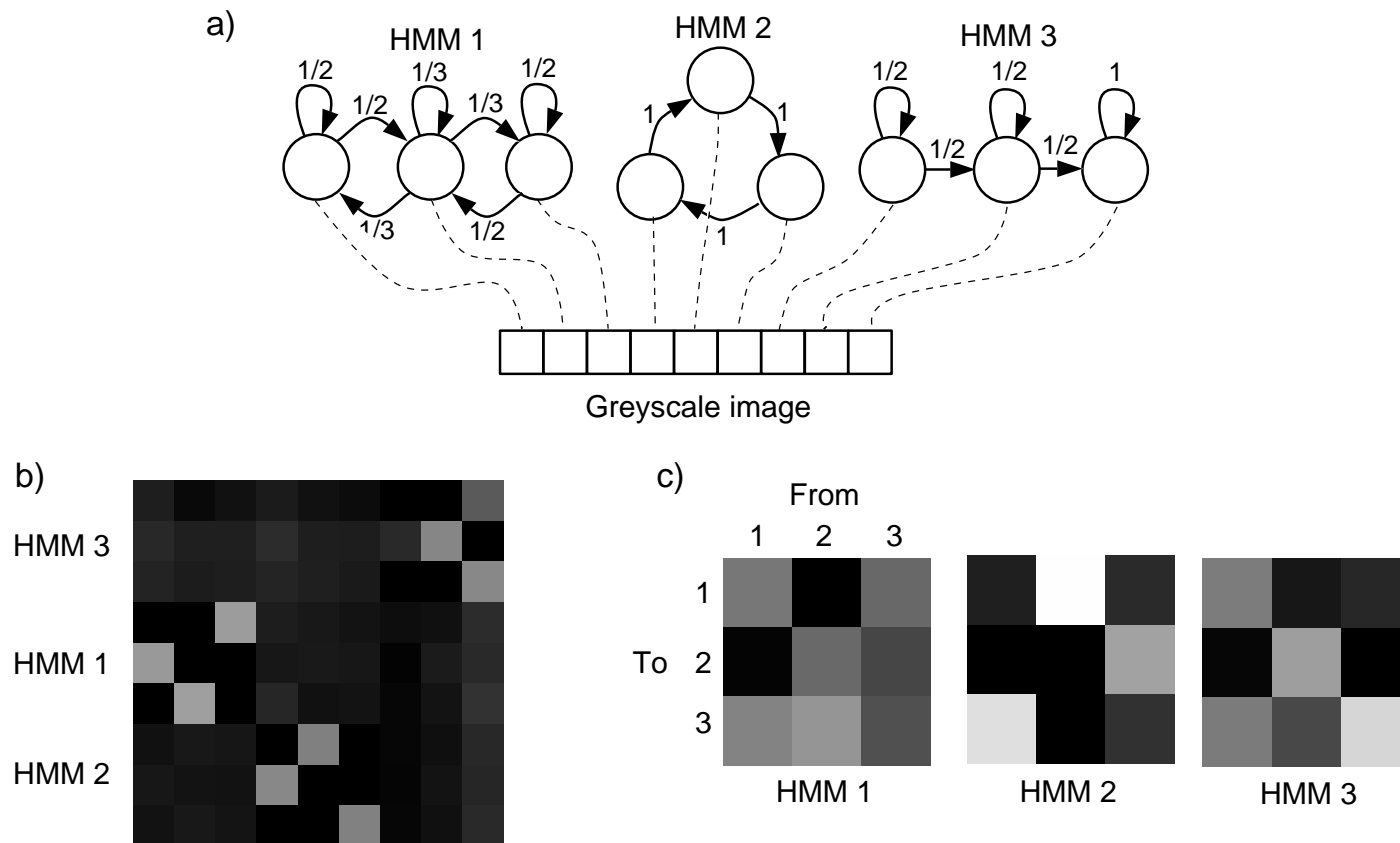 a)
HMM 1
HMM 2
HMM 3
1/2
1/3
1/2
1/2
1/3
1/3
1/2
1
1
1
1/2
1/2
1
1/2
1/2
Greyscale image
b)
HMM 3
HMM 1
HMM 2
c)
From
1 2 3
1
To 2
3
HMM 1
HMM 2
HMM 3